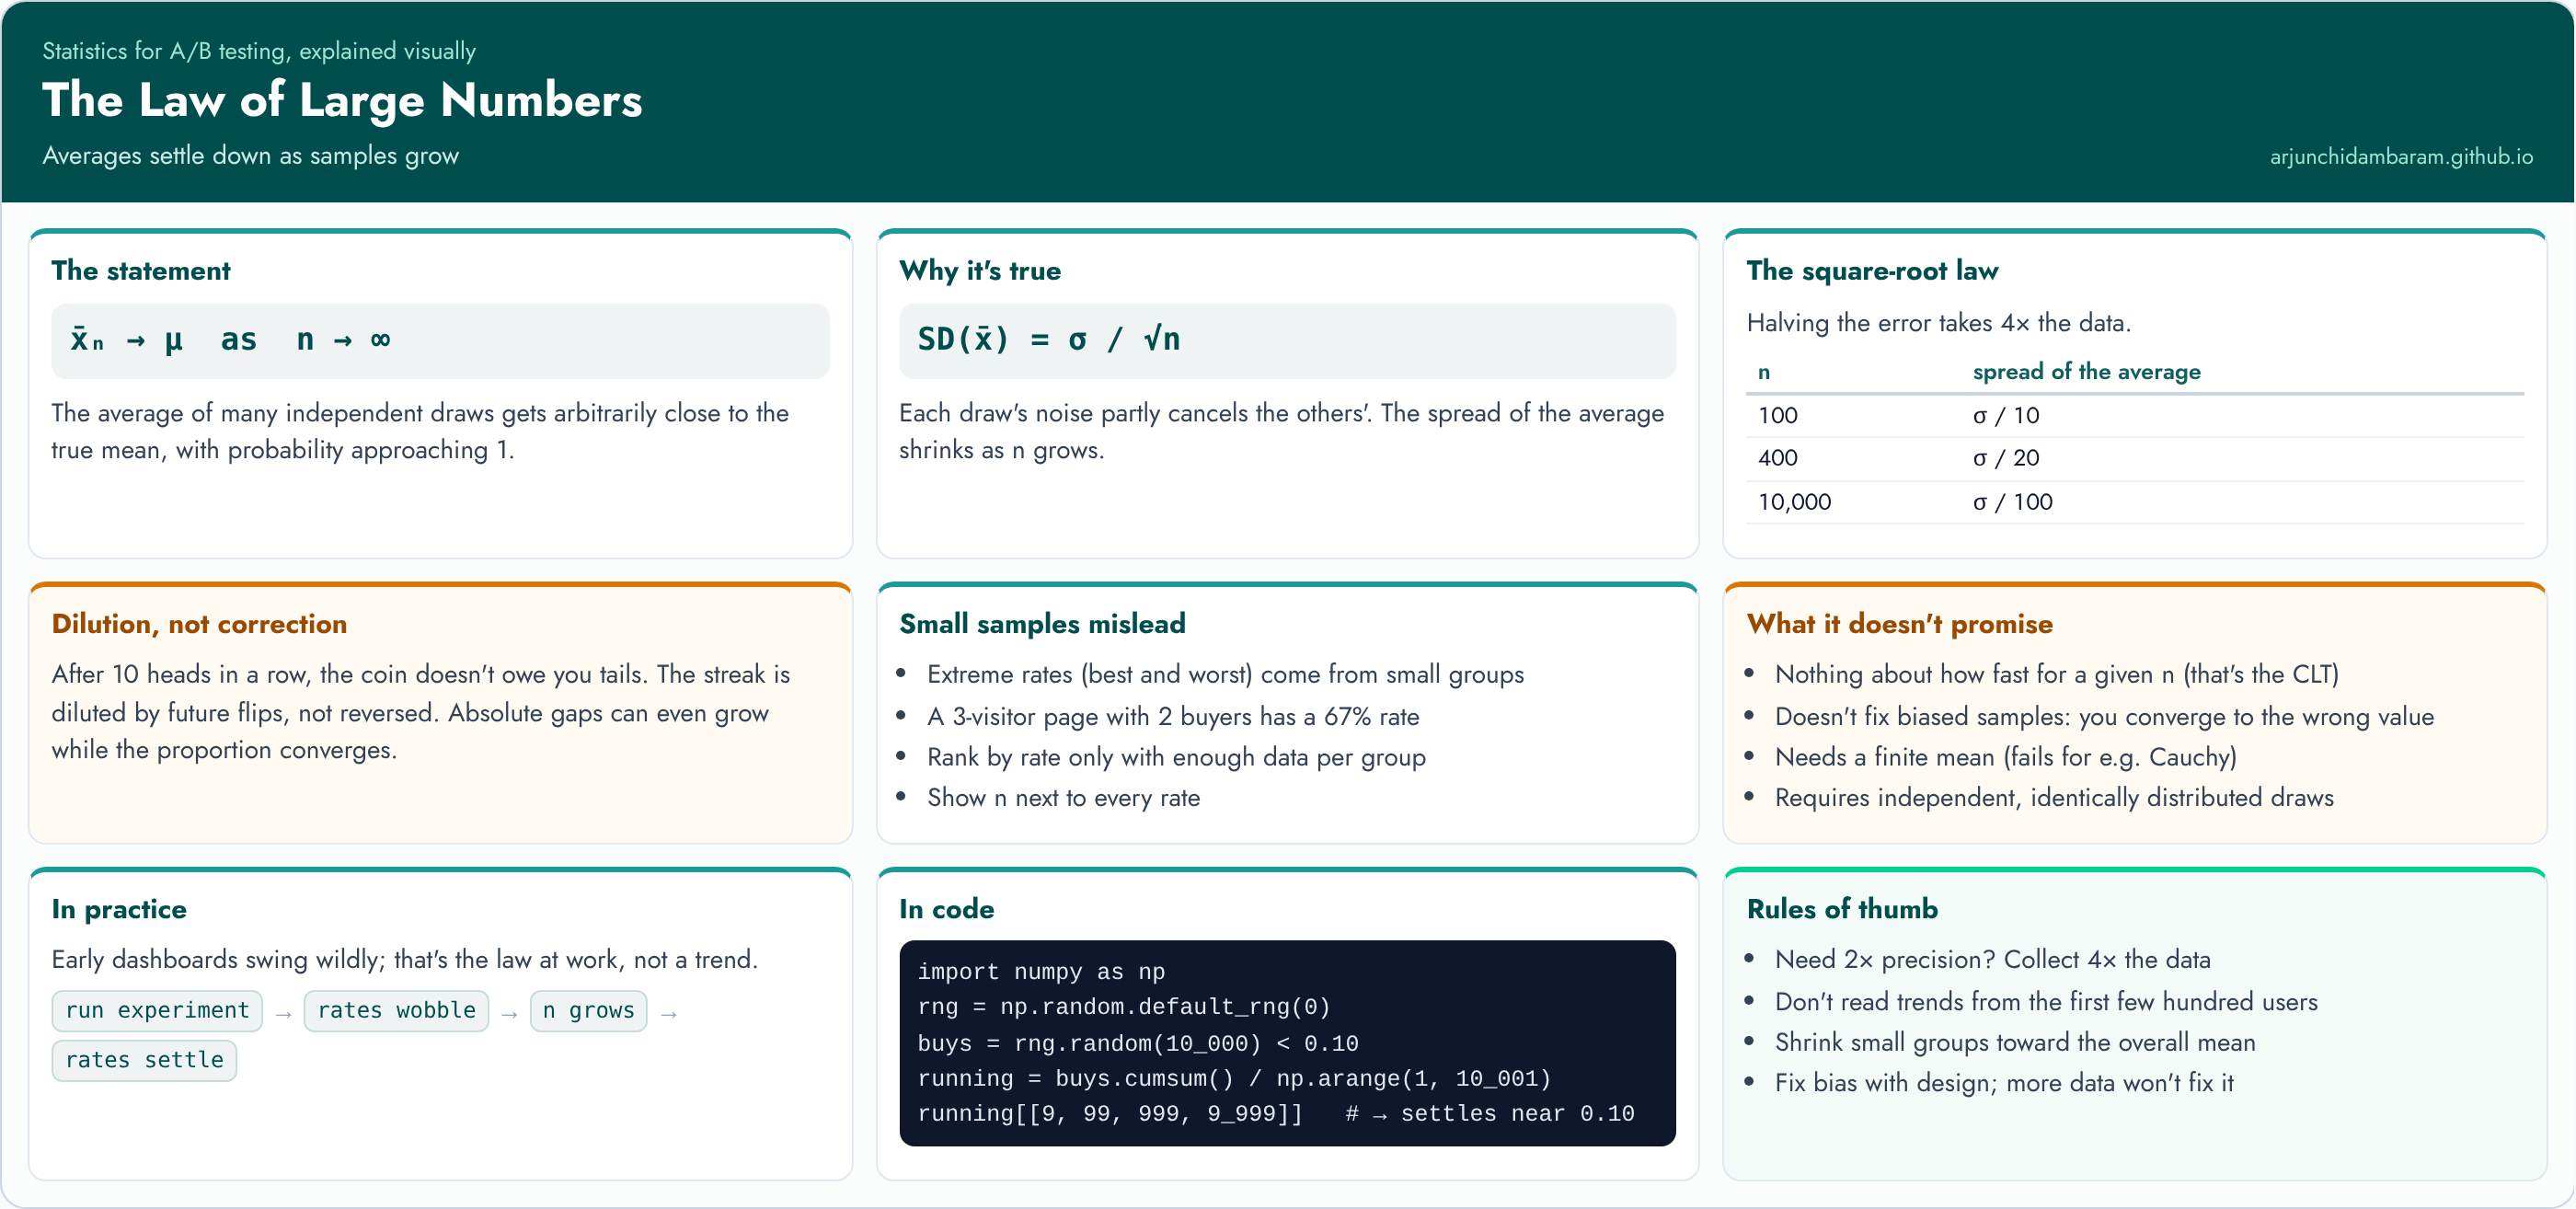 Statistics for A/B testing, explained visually
The Law of Large Numbers
Averages settle down as samples grow
arjunchidambaram.github.io
The statement
x̄ₙ → μ as n → ∞
The average of many independent draws gets arbitrarily close to the
true mean, with probability approaching 1.
Why it's true
SD(x̄) = σ / √n
Each draw's noise partly cancels the others'. The spread of the average
shrinks as n grows.
The square-root law
Halving the error takes 4× the data.
n spread of the average
100 σ / 10
400 σ / 20
10,000 σ / 100
Dilution, not correction
After 10 heads in a row, the coin doesn't owe you tails. The streak is
diluted by future flips, not reversed. Absolute gaps can even grow
while the proportion converges.
Small samples mislead
• Extreme rates (best and worst) come from small groups
• A 3-visitor page with 2 buyers has a 67% rate
• Rank by rate only with enough data per group
• Show n next to every rate
What it doesn't promise
• Nothing about how fast for a given n (that's the CLT)
• Doesn't fix biased samples: you converge to the wrong value
• Needs a finite mean (fails for e.g. Cauchy)
• Requires independent, identically distributed draws
In practice
Early dashboards swing wildly; that's the law at work, not a trend.
run experiment → rates wobble → n grows →
rates settle
In code
import numpy as np
rng = np.random.default_rng(0)
buys = rng.random(10_000) < 0.10
running = buys.cumsum() / np.arange(1, 10_001)
running[[9, 99, 999, 9_999]]   # → settles near 0.10
Rules of thumb
• Need 2× precision? Collect 4× the data
• Don't read trends from the first few hundred users
• Shrink small groups toward the overall mean
• Fix bias with design; more data won't fix it